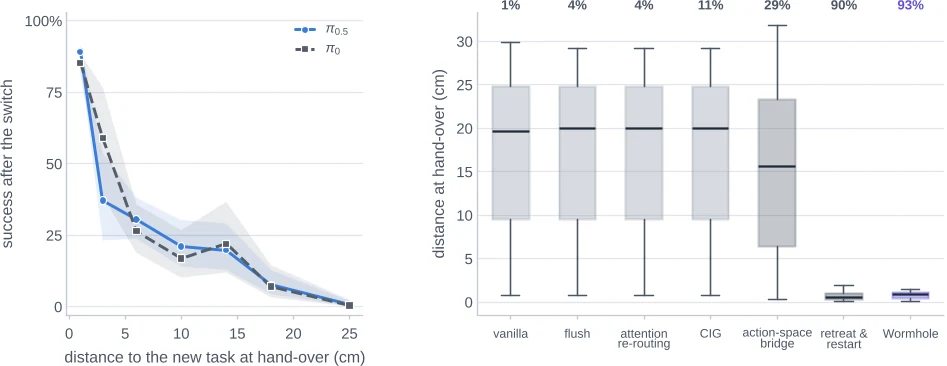 100%
75
50
25
0
success after the switch
π0.5
π0
0 5 10 15 20 25
distance to the new task at hand-over (cm)
1% 4% 4% 11% 29% 90% 93%
30
25
20
15
10
5
0
distance at hand-over (cm)
vanilla
flush
attention
re-routing
CIG
action-space
bridge
retreat &
restart
Wormhole